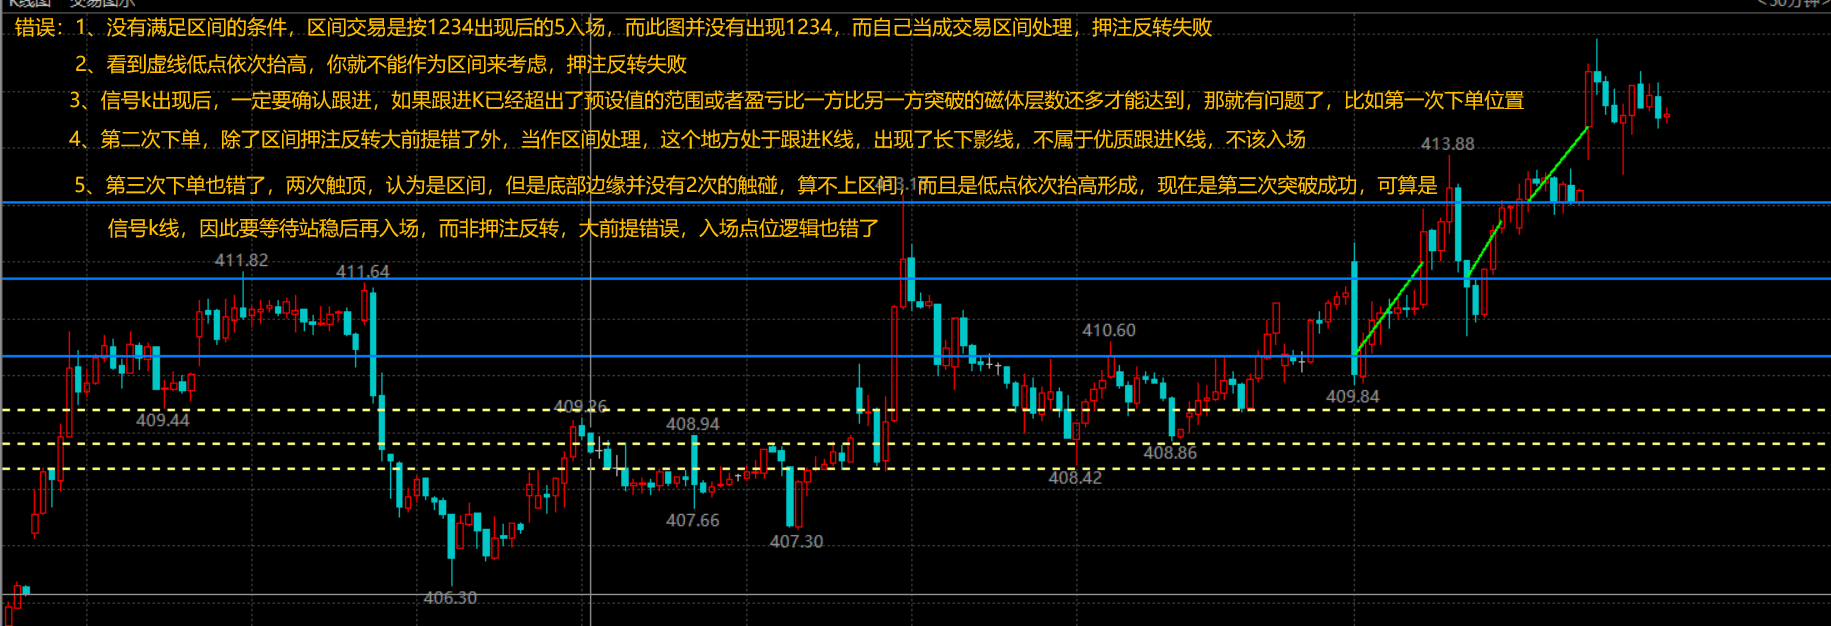 K线图 交易图示
<30分钟>
错误：1、没有满足区间的条件，区间交易是按1234出现后的5入场，而此图并没有出现1234，而自己当成交易区间处理，押注反转失败
2、看到虚线低点依次抬高，你就不能作为区间来考虑，押注反转失败
3、信号k出现后，一定要确认跟进，如果跟进K已经超出了预设值的范围或者盈亏比一方比另一方突破的磁体层数还多才能达到，那就有问题了，比如第一次下单位置
4、第二次下单，除了区间押注反转大前提错了外，当作区间处理，这个地方处于跟进K线，出现了长下影线，不属于优质跟进K线，不该入场
413.88
5、第三次下单也错了，两次触顶，认为是区间，但是底部边缘并没有2次的触碰，算不上区间，而且是低点依次抬高形成，现在是第三次突破成功，可算是
信号k线，因此要等待站稳后再入场，而非押注反转，大前提错误，入场点位逻辑也错了
411.82
411.64
410.60
409.84
409.44
409.26
408.94
408.86
408.42
407.66
407.30
406.30